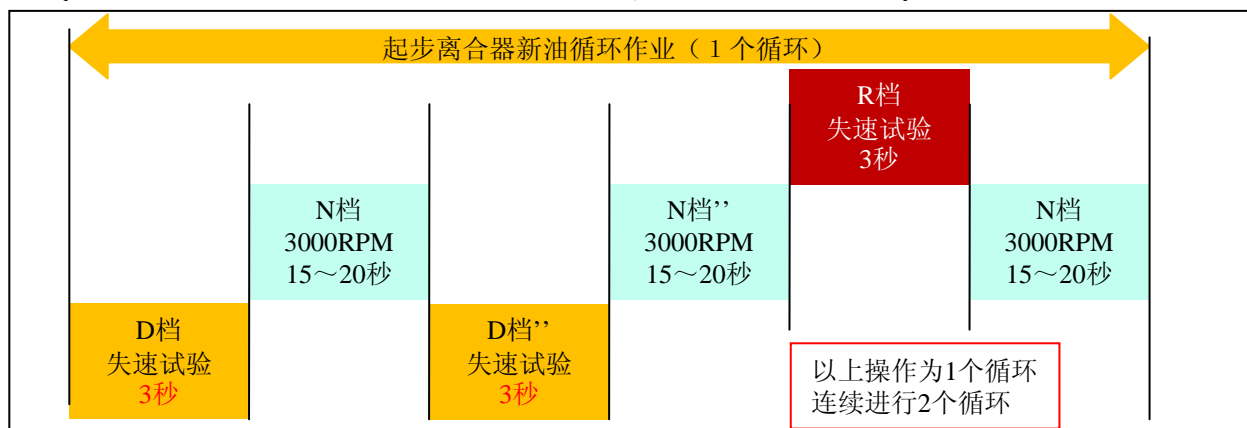 起步离合器新油循环作业（1个循环）
R档
失速试验
3秒
N档
3000RPM
15～20秒
N档’’
3000RPM
15～20秒
N档
3000RPM
15～20秒
D档
失速试验
3秒
D档’’
失速试验
3秒
以上操作为1个循环
连续进行2个循环